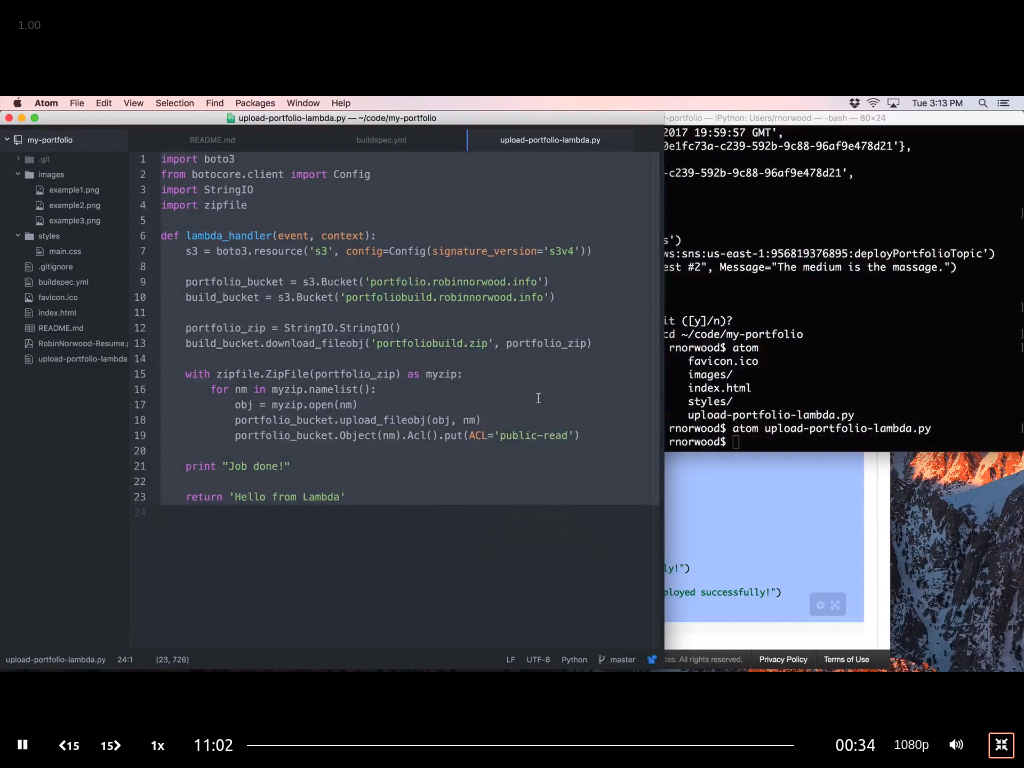 1.00
Atom File Edit View Selection Find Packages Window Help
Tue 3:13 PM
upload-portfolio-lambda.py — ~/code/my-portfolio
-portfolio — IPython: Users/rnorwood — -bash — 80×24
my-portfolio
README.md
buildspec.yml
upload-portfolio-lambda.py
.git
images
example1.png
example2.png
example3.png
styles
main.css
.gitignore
buildspec.yml
favicon.ico
index.html
README.md
RobinNorwood-Resume.p
upload-portfolio-lambda
1 import boto3
2 from botocore.client import Config
3 import StringIO
4 import zipfile
5
6 def lambda_handler(event, context):
7 s3 = boto3.resource('s3', config=Config(signature_version='s3v4'))
8
9 portfolio_bucket = s3.Bucket('portfolio.robinnorwood.info')
10 build_bucket = s3.Bucket('portfoliobuild.robinnorwood.info')
11
12 portfolio_zip = StringIO.StringIO()
13 build_bucket.download_fileobj('portfoliobuild.zip', portfolio_zip)
14
15 with zipfile.ZipFile(portfolio_zip) as myzip:
16 for nm in myzip.namelist():
17 obj = myzip.open(nm)
18 portfolio_bucket.upload_fileobj(obj, nm)
19 portfolio_bucket.Object(nm).Acl().put(ACL='public-read')
20
21 print "Job done!"
22
23 return 'Hello from Lambda'
24
2017 19:59:57 GMT',
0e1fc73a-c239-592b-9c88-96af9e478d21'},
-c239-592b-9c88-96af9e478d21',
s')
ws:sns:us-east-1:956819376895:deployPortfolioTopic')
est #2", Message="The medium is the massage.")
it ([y]/n)?
cd ~/code/my-portfolio
rnorwood$ atom
favicon.ico
images/
index.html
styles/
upload-portfolio-lambda.py
rnorwood$ atom upload-portfolio-lambda.py
rnorwood$
ly!")
ployed successfully!")
upload-portfolio-lambda.py 24:1 (23, 726)
LF UTF-8 Python master
tes. All rights reserved. Privacy Policy Terms of Use
15 15 1x 11:02 00:34 1080p